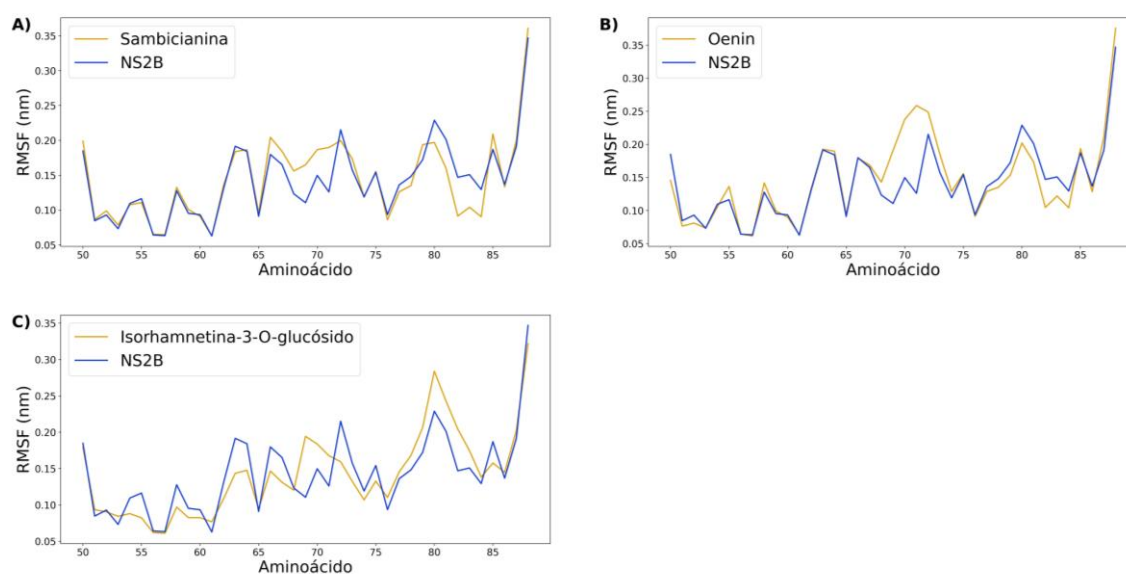 A)
Sambicianina
NS2B
RMSF (nm)
0.35
0.30
0.25
0.20
0.15
0.10
0.05
50 55 60 65 70 75 80 85
Aminoácido
B)
Oenin
NS2B
RMSF (nm)
0.35
0.30
0.25
0.20
0.15
0.10
0.05
50 55 60 65 70 75 80 85
Aminoácido
C)
Isorhamnetina-3-O-glucósido
NS2B
RMSF (nm)
0.35
0.30
0.25
0.20
0.15
0.10
0.05
50 55 60 65 70 75 80 85
Aminoácido